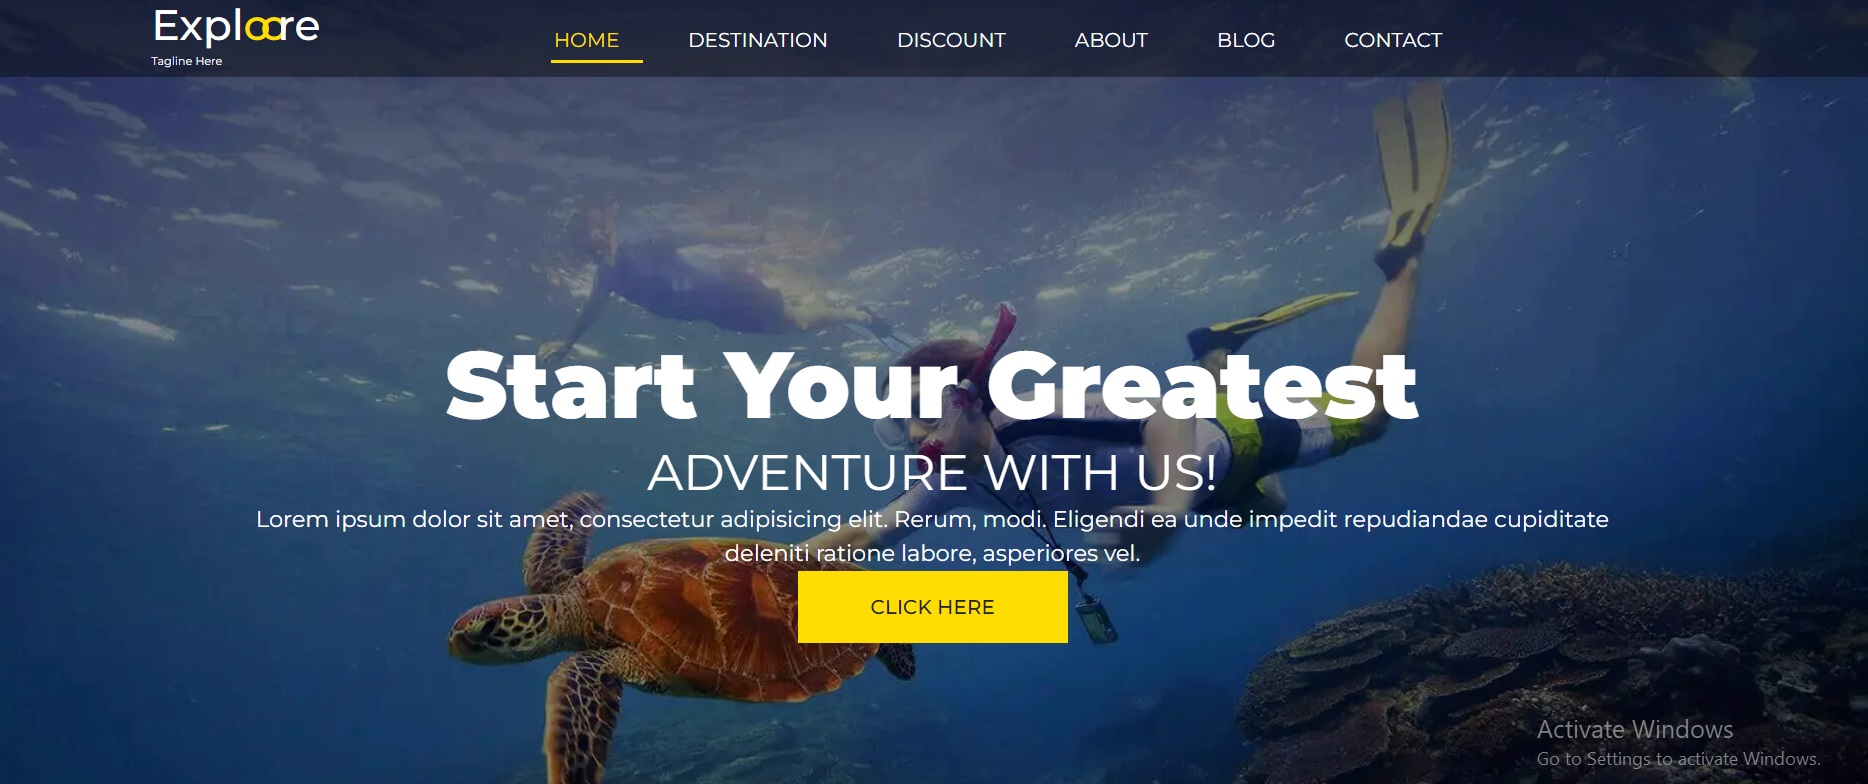 Exploore
Tagline Here
HOME DESTINATION DISCOUNT ABOUT BLOG CONTACT
Start Your Greatest
ADVENTURE WITH US!
Lorem ipsum dolor sit amet, consectetur adipisicing elit. Rerum, modi. Eligendi ea unde impedit repudiandae cupiditate
deleniti ratione labore, asperiores vel.
CLICK HERE
Activate Windows
Go to Settings to activate Windows.